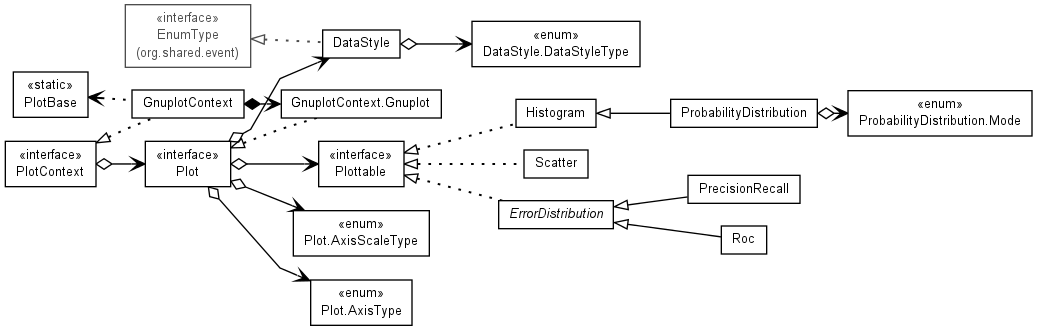 «interface»
EnumType
(org.shared.event)
DataStyle
«enum»
DataStyle.DataStyleType
«static»
PlotBase
GnuplotContext
GnuplotContext.Gnuplot
Histogram
ProbabilityDistribution
«enum»
ProbabilityDistribution.Mode
«interface»
PlotContext
«interface»
Plot
«interface»
Plottable
Scatter
ErrorDistribution
PrecisionRecall
Roc
«enum»
Plot.AxisScaleType
«enum»
Plot.AxisType